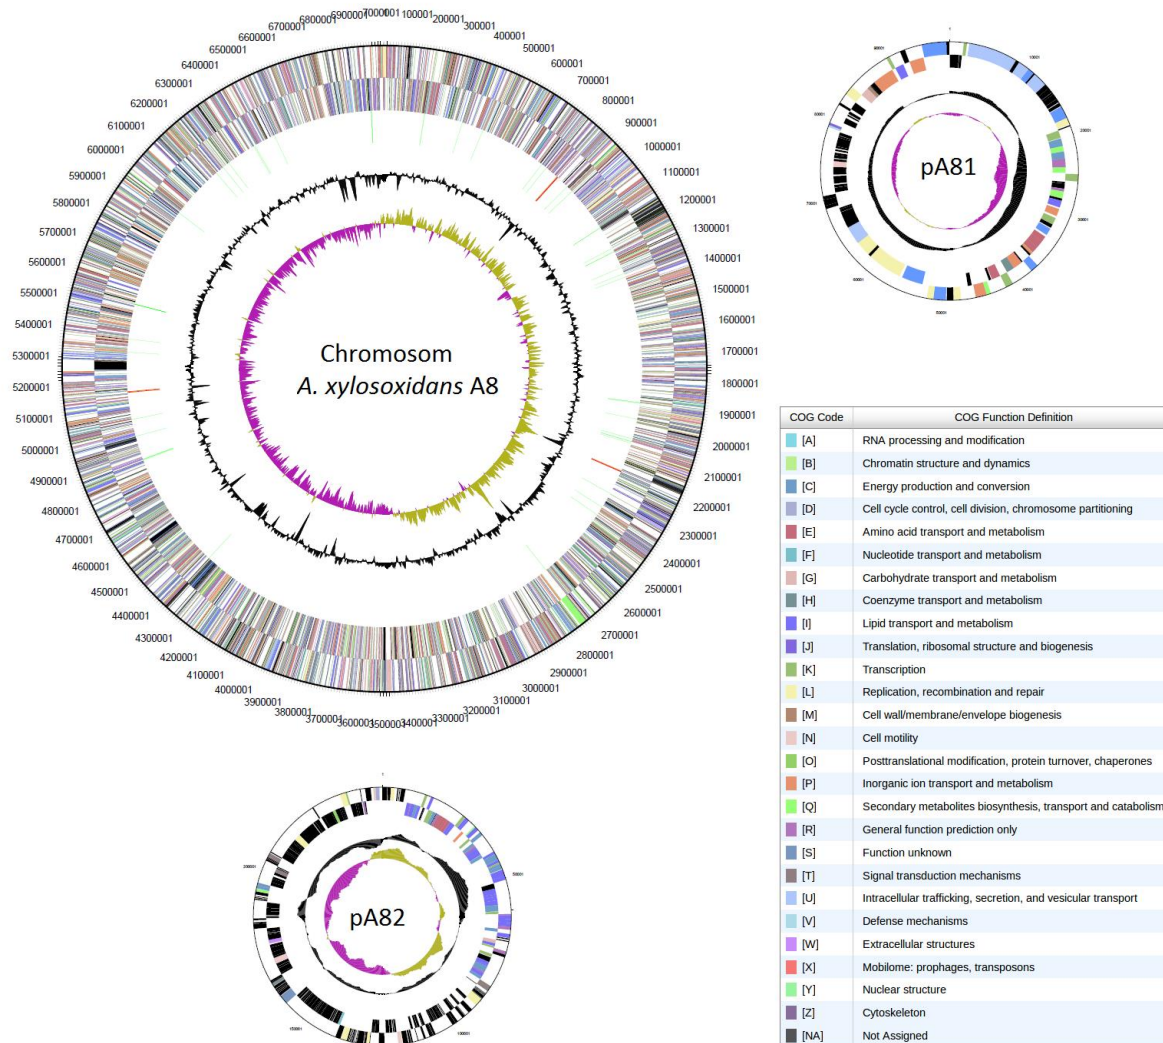 6900001 7000001 100001
6800001 200001
6700001 300001
6600001 400001
6500001 500001
6400001 600001
6300001 700001
6200001 800001
6100001 900001
6000001 1000001
5900001 1100001
5800001 1200001
5700001 1300001
5600001 1400001
5500001 1500001
5400001 1600001
5300001 1700001
5200001 1800001
5100001 1900001
5000001 2000001
4900001 2100001
4800001 2200001
4700001 2300001
4600001 2400001
4500001 2500001
4400001 2600001
4300001 2700001
4200001 2800001
4100001 2900001
4000001 3000001
3900001 3100001
3800001 3200001
3700001 3300001
3600001 3500001 3400001
Chromosom
A. xylosoxidans A8
pA81
pA82
COG Code COG Function Definition
[A] RNA processing and modification
[B] Chromatin structure and dynamics
[C] Energy production and conversion
[D] Cell cycle control, cell division, chromosome partitioning
[E] Amino acid transport and metabolism
[F] Nucleotide transport and metabolism
[G] Carbohydrate transport and metabolism
[H] Coenzyme transport and metabolism
[I] Lipid transport and metabolism
[J] Translation, ribosomal structure and biogenesis
[K] Transcription
[L] Replication, recombination and repair
[M] Cell wall/membrane/envelope biogenesis
[N] Cell motility
[O] Posttranslational modification, protein turnover, chaperones
[P] Inorganic ion transport and metabolism
[Q] Secondary metabolites biosynthesis, transport and catabolism
[R] General function prediction only
[S] Function unknown
[T] Signal transduction mechanisms
[U] Intracellular trafficking, secretion, and vesicular transport
[V] Defense mechanisms
[W] Extracellular structures
[X] Mobilome: prophages, transposons
[Y] Nuclear structure
[Z] Cytoskeleton
[NA] Not Assigned